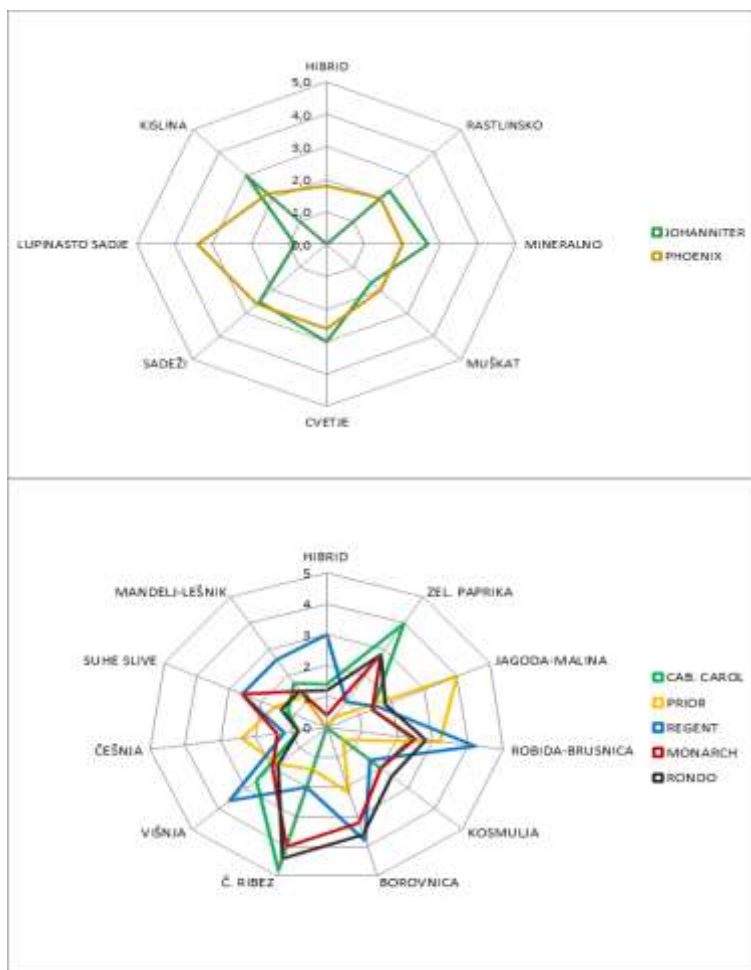 HIBRID
5,0
4,0
KISLINA
RASTLINSKO
3,0
2,0
1,0
LUPINASTO SADJE
0,0
MINERALNO
JOHANNITER
PHOENIX
SADEŽI
MUŠKAT
CVETJE
HIBRID
5
MANDELJ-LEŠNIK
ZEL. PAPRIKA
4
3
SUHE SLIVE
JAGODA-MALINA
2
1
CAB. CAROL
PRIOR
REGENT
MONARCH
RONDO
0
ČEŠNJA
ROBIDA-BRUSNICA
VIŠNJA
KOSMULJA
Č. RIBEZ
BOROVNICA